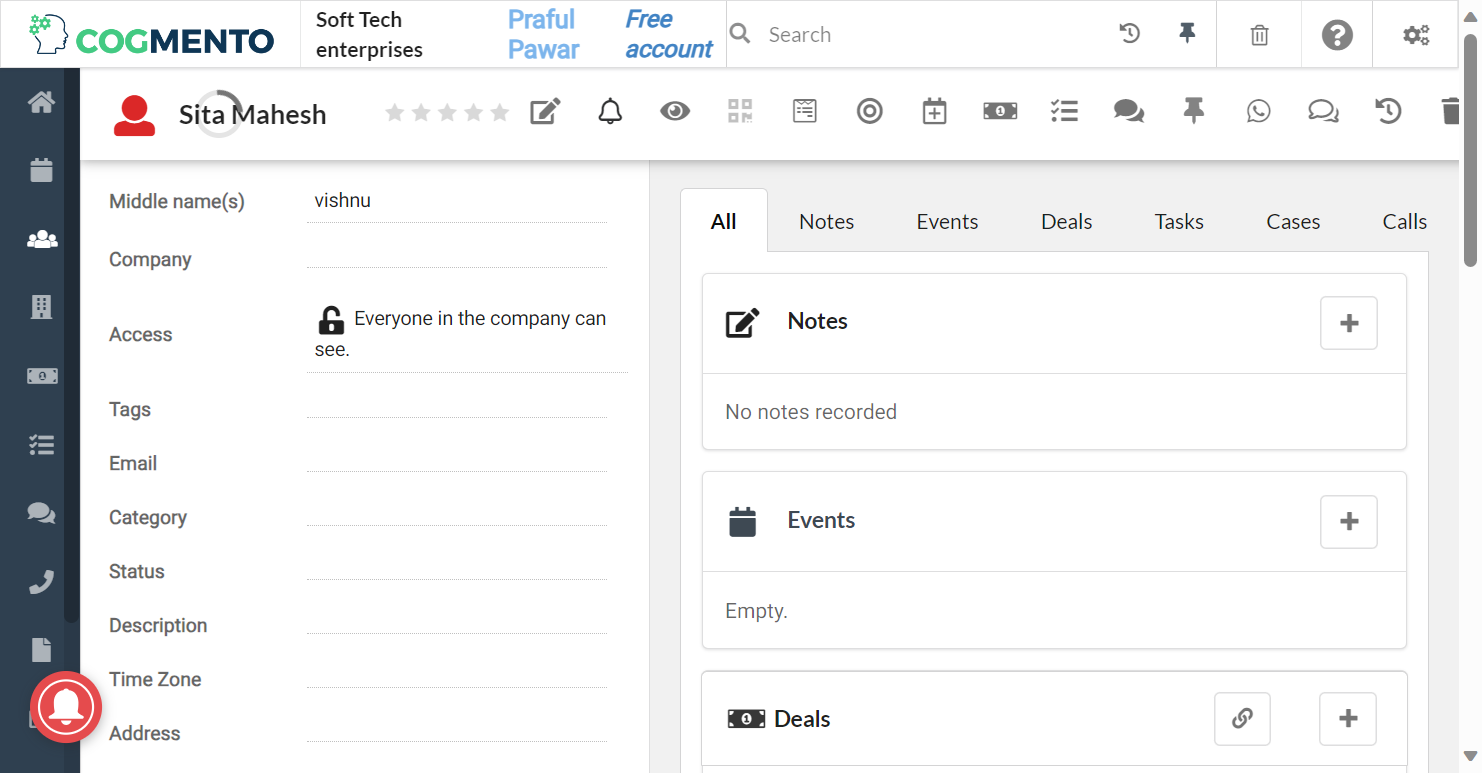 COGMENTO
Soft Tech
enterprises
Praful
Pawar
Free
account
Search
Sita Mahesh
Middle name(s)
vishnu
Company
Access
Everyone in the company can
see.
Tags
Email
Category
Status
Description
Time Zone
Address
All
Notes
Events
Deals
Tasks
Cases
Calls
Notes
No notes recorded
Events
Empty.
Deals